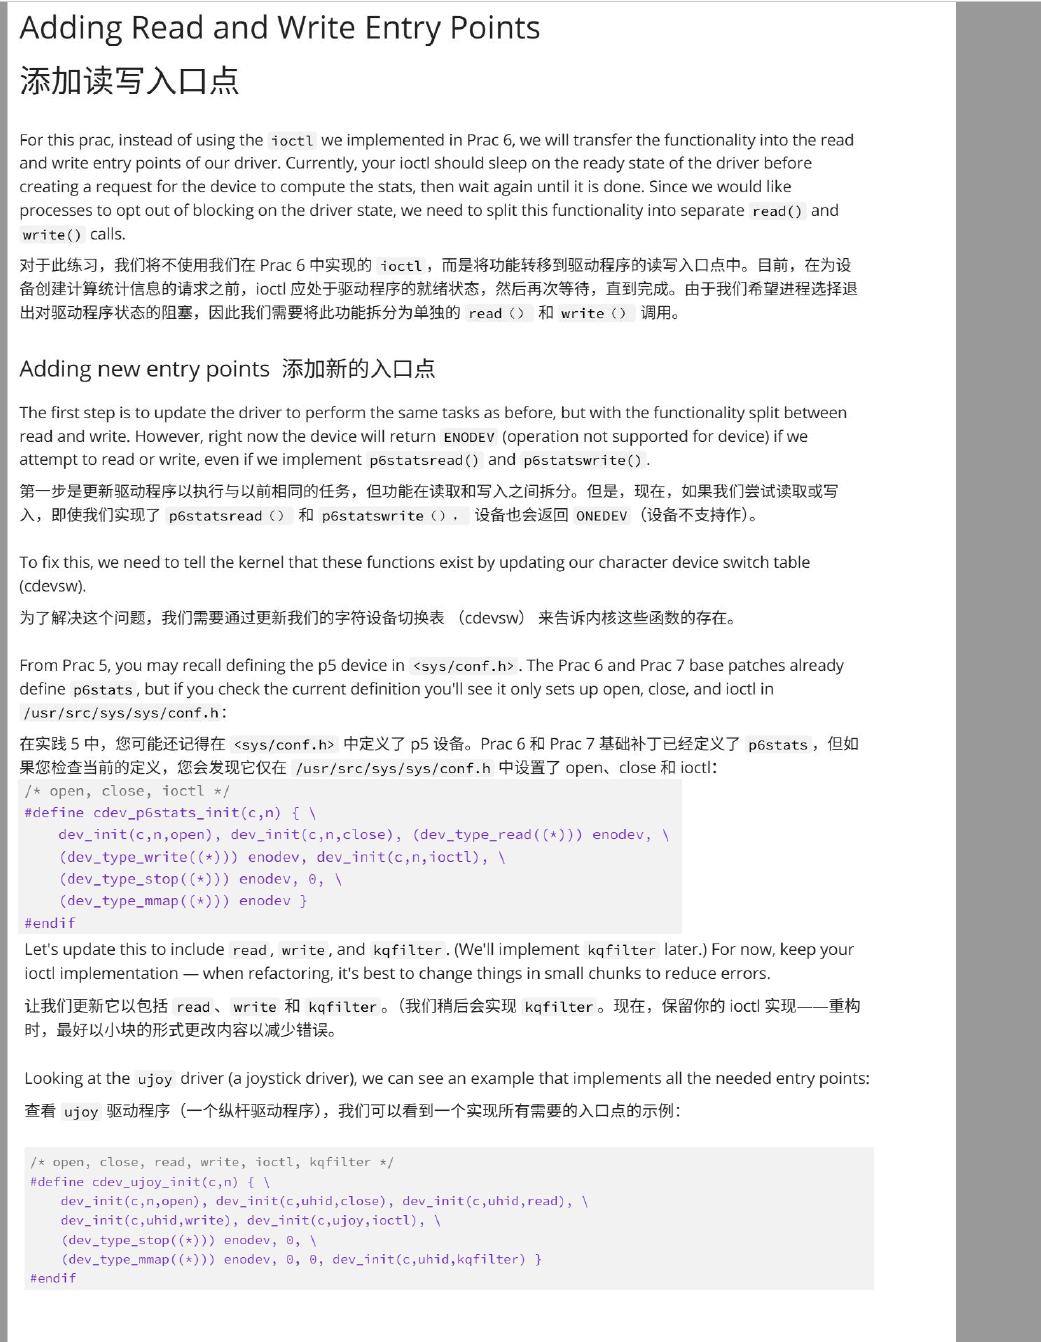 Adding Read and Write Entry Points
添加读写入口点
For this prac, instead of using the ioctl we implemented in Prac 6, we will transfer the functionality into the read
and write entry points of our driver. Currently, your ioctl should sleep on the ready state of the driver before
creating a request for the device to compute the stats, then wait again until it is done. Since we would like
processes to opt out of blocking on the driver state, we need to split this functionality into separate read() and
write() calls.
对于此练习，我们将不使用我们在 Prac 6 中实现的 ioctl，而是将功能转移到驱动程序的读写入口点中。目前，在为设
备创建计算统计信息的请求之前，ioctl 应处于驱动程序的就绪状态，然后再次等待，直到完成。由于我们希望进程选择退
出对驱动程序状态的阻塞，因此我们需要将此功能拆分为单独的 read（） 和 write（） 调用。
Adding new entry points 添加新的入口点
The first step is to update the driver to perform the same tasks as before, but with the functionality split between
read and write. However, right now the device will return ENODEV (operation not supported for device) if we
attempt to read or write, even if we implement p6statsread() and p6statswrite().
第一步是更新驱动程序以执行与以前相同的任务，但功能在读取和写入之间拆分。但是，现在，如果我们尝试读取或写
入，即使我们实现了 p6statsread（） 和 p6statswrite（）， 设备也会返回 ONEDEV（设备不支持作）。
To fix this, we need to tell the kernel that these functions exist by updating our character device switch table
(cdevsw).
为了解决这个问题，我们需要通过更新我们的字符设备切换表 （cdevsw） 来告诉内核这些函数的存在。
From Prac 5, you may recall defining the p5 device in <sys/conf.h>. The Prac 6 and Prac 7 base patches already
define p6stats, but if you check the current definition you'll see it only sets up open, close, and ioctl in
/usr/src/sys/sys/conf.h:
在实践 5 中，您可能还记得在 <sys/conf.h> 中定义了 p5 设备。Prac 6 和 Prac 7 基础补丁已经定义了 p6stats，但如
果您检查当前的定义，您会发现它仅在 /usr/src/sys/sys/conf.h 中设置了 open、close 和 ioctl：
/* open, close, ioctl */
#define cdev_p6stats_init(c,n) { \
dev_init(c,n,open), dev_init(c,n,close), (dev_type_read((*))) enodev, \
(dev_type_write((*))) enodev, dev_init(c,n,ioctl), \
(dev_type_stop((*))) enodev, 0, \
(dev_type_mmap((*))) enodev }
#endif
Let's update this to include read, write, and kqfilter. (We'll implement kqfilter later.) For now, keep your
ioctl implementation — when refactoring, it's best to change things in small chunks to reduce errors.
让我们更新它以包括 read、write 和 kqfilter。（我们稍后会实现 kqfilter。现在，保留你的 ioctl 实现——重构
时，最好以小块的形式更改内容以减少错误。
Looking at the ujoy driver (a joystick driver), we can see an example that implements all the needed entry points:
查看 ujoy 驱动程序（一个纵杆驱动程序），我们可以看到一个实现所有需要的入口点的示例：
/* open, close, read, write, ioctl, kqfilter */
#define cdev_ujoy_init(c,n) { \
dev_init(c,n,open), dev_init(c,uhid,close), dev_init(c,uhid,read), \
dev_init(c,uhid,write), dev_init(c,ujoy,ioctl), \
(dev_type_stop((*))) enodev, 0, \
(dev_type_mmap((*))) enodev, 0, 0, dev_init(c,uhid,kqfilter) }
#endif